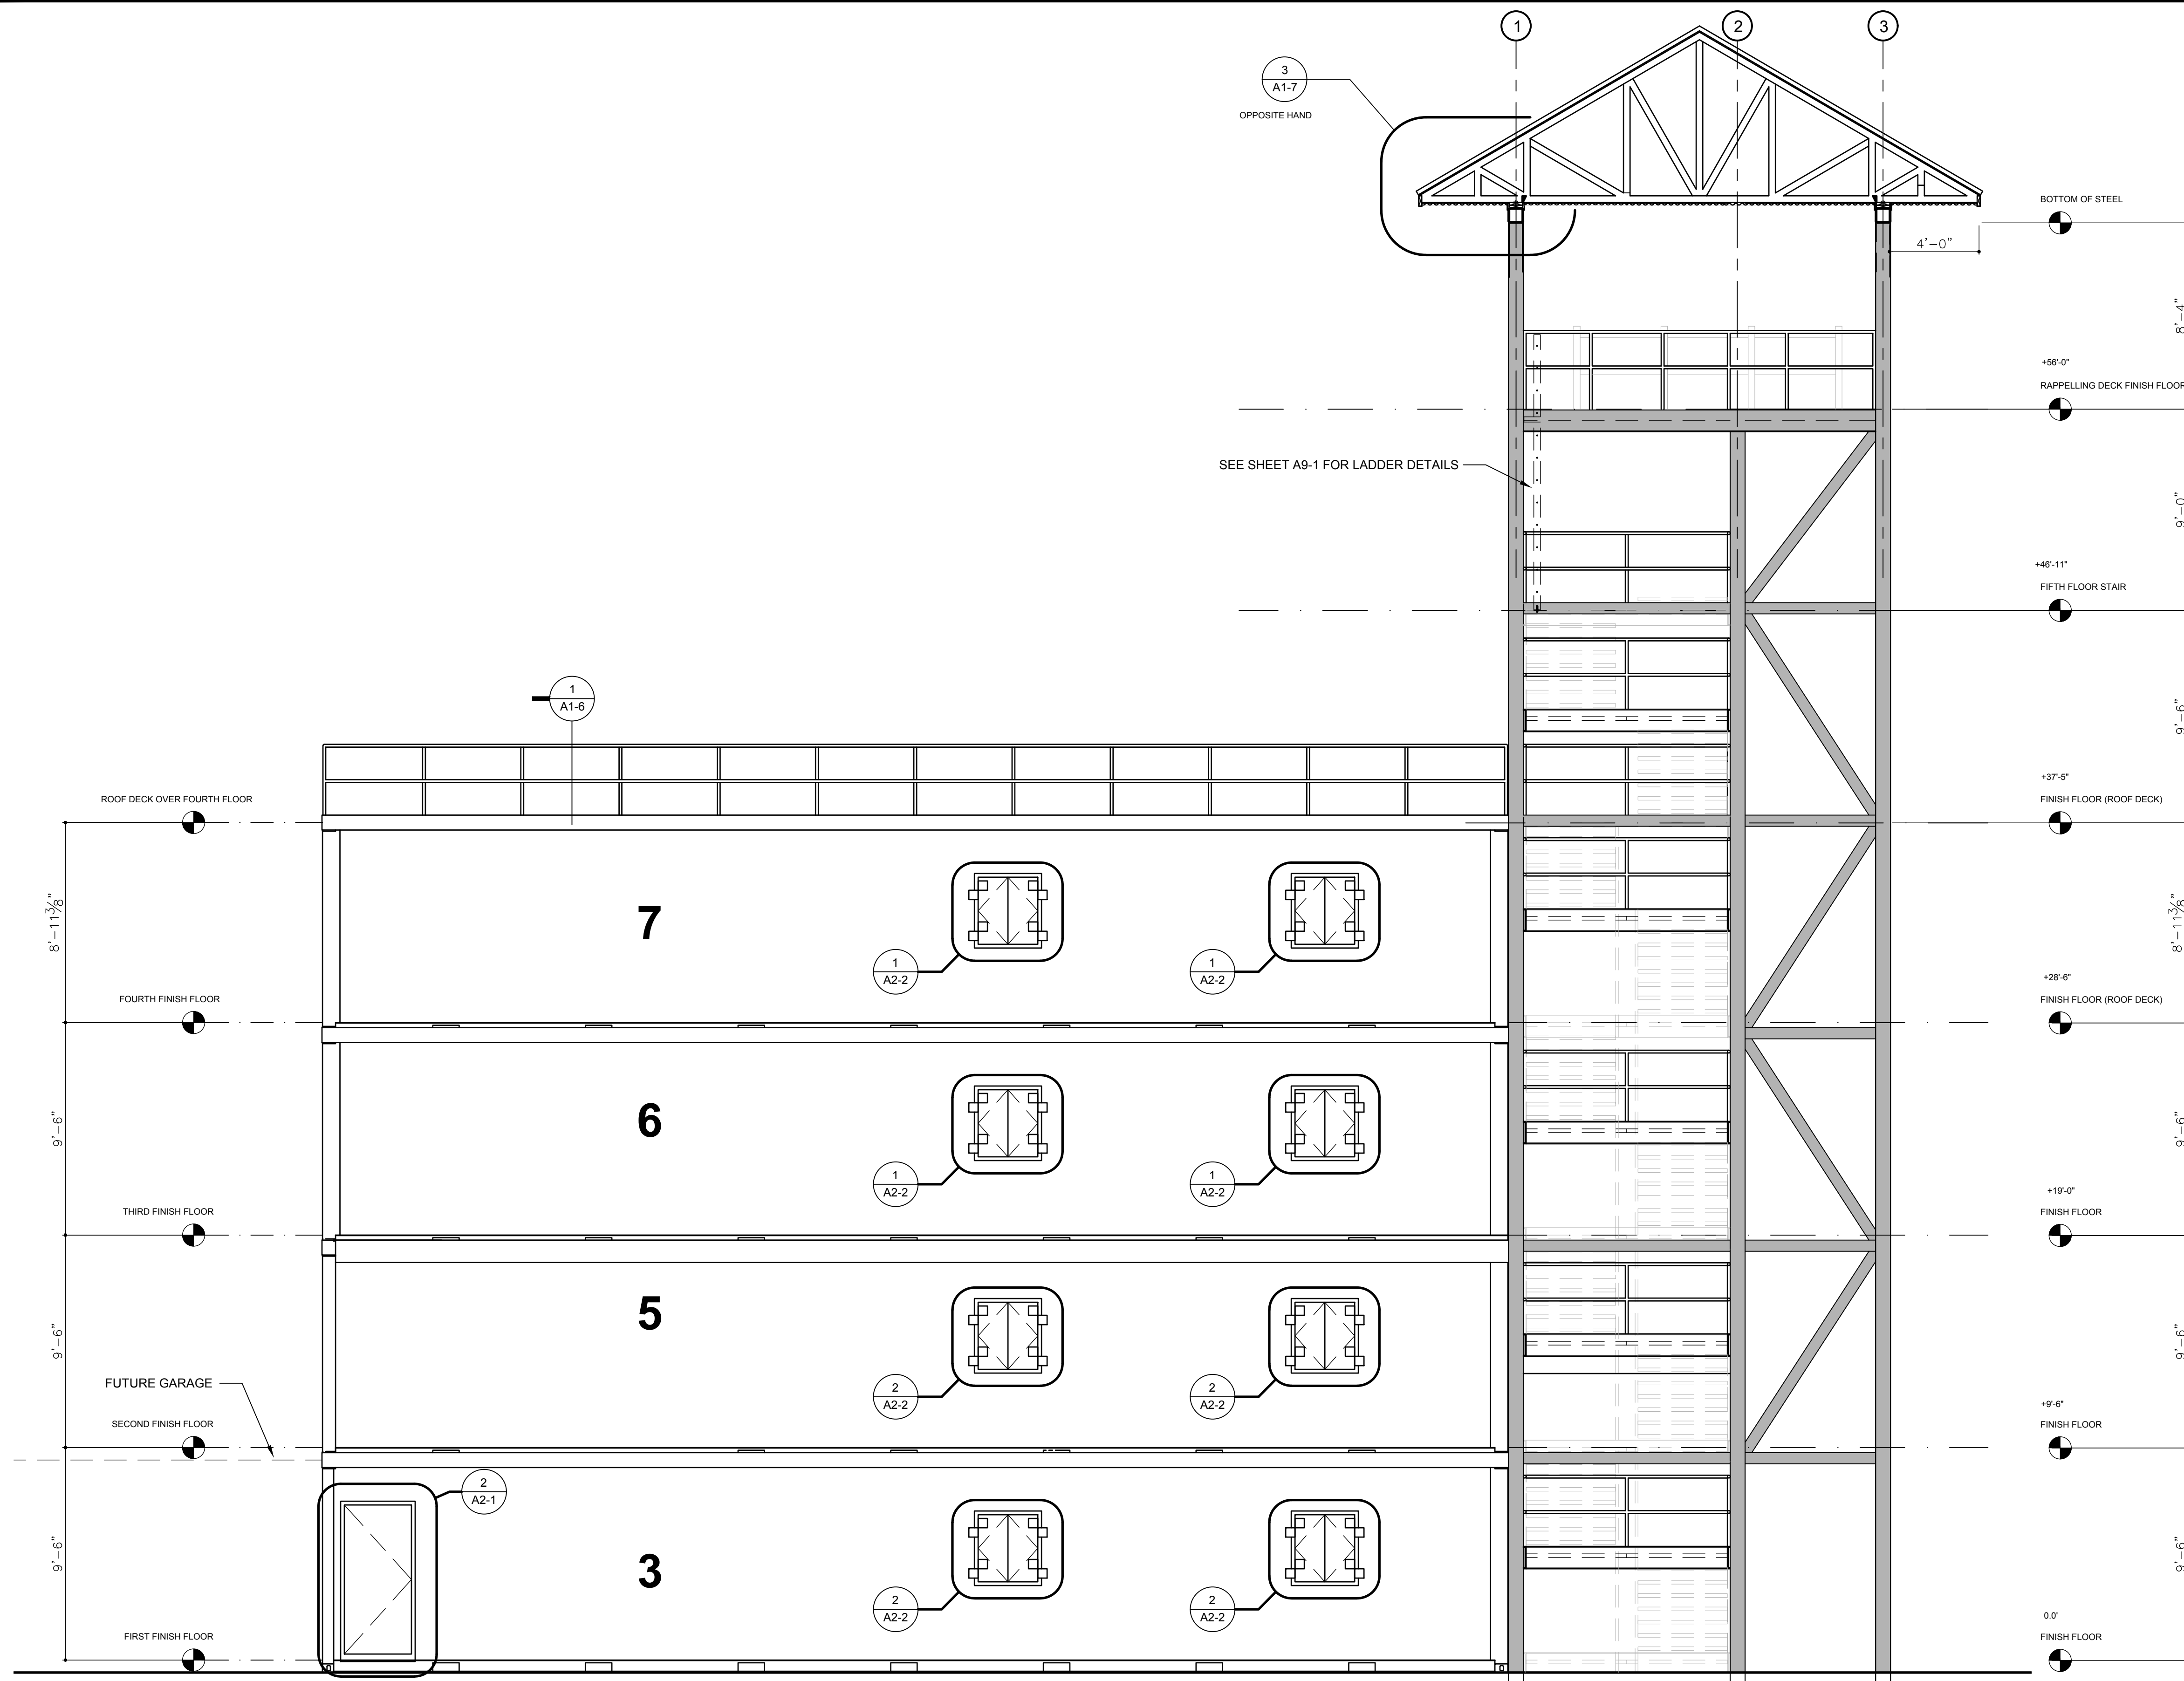 1
2
3
3
A1-7
OPPOSITE HAND
BOTTOM OF STEEL
4'-0"
8'-4"
+56'-0"
RAPPELLING DECK FINISH FLOOR
SEE SHEET A9-1 FOR LADDER DETAILS
9'-0"
+46'-11"
FIFTH FLOOR STAIR
1
A1-6
9'-6"
+37'-5"
ROOF DECK OVER FOURTH FLOOR
FINISH FLOOR (ROOF DECK)
8'-11 3/8"
7
1
A2-2
1
A2-2
8'-11 3/8"
+28'-6"
FOURTH FINISH FLOOR
FINISH FLOOR (ROOF DECK)
9'-6"
6
1
A2-2
1
A2-2
9'-6"
+19'-0"
THIRD FINISH FLOOR
FINISH FLOOR
9'-6"
5
2
A2-2
2
A2-2
9'-6"
FUTURE GARAGE
+9'-6"
SECOND FINISH FLOOR
FINISH FLOOR
2
A2-1
9'-6"
3
2
A2-2
2
A2-2
9'-6"
0.0'
FIRST FINISH FLOOR
FINISH FLOOR